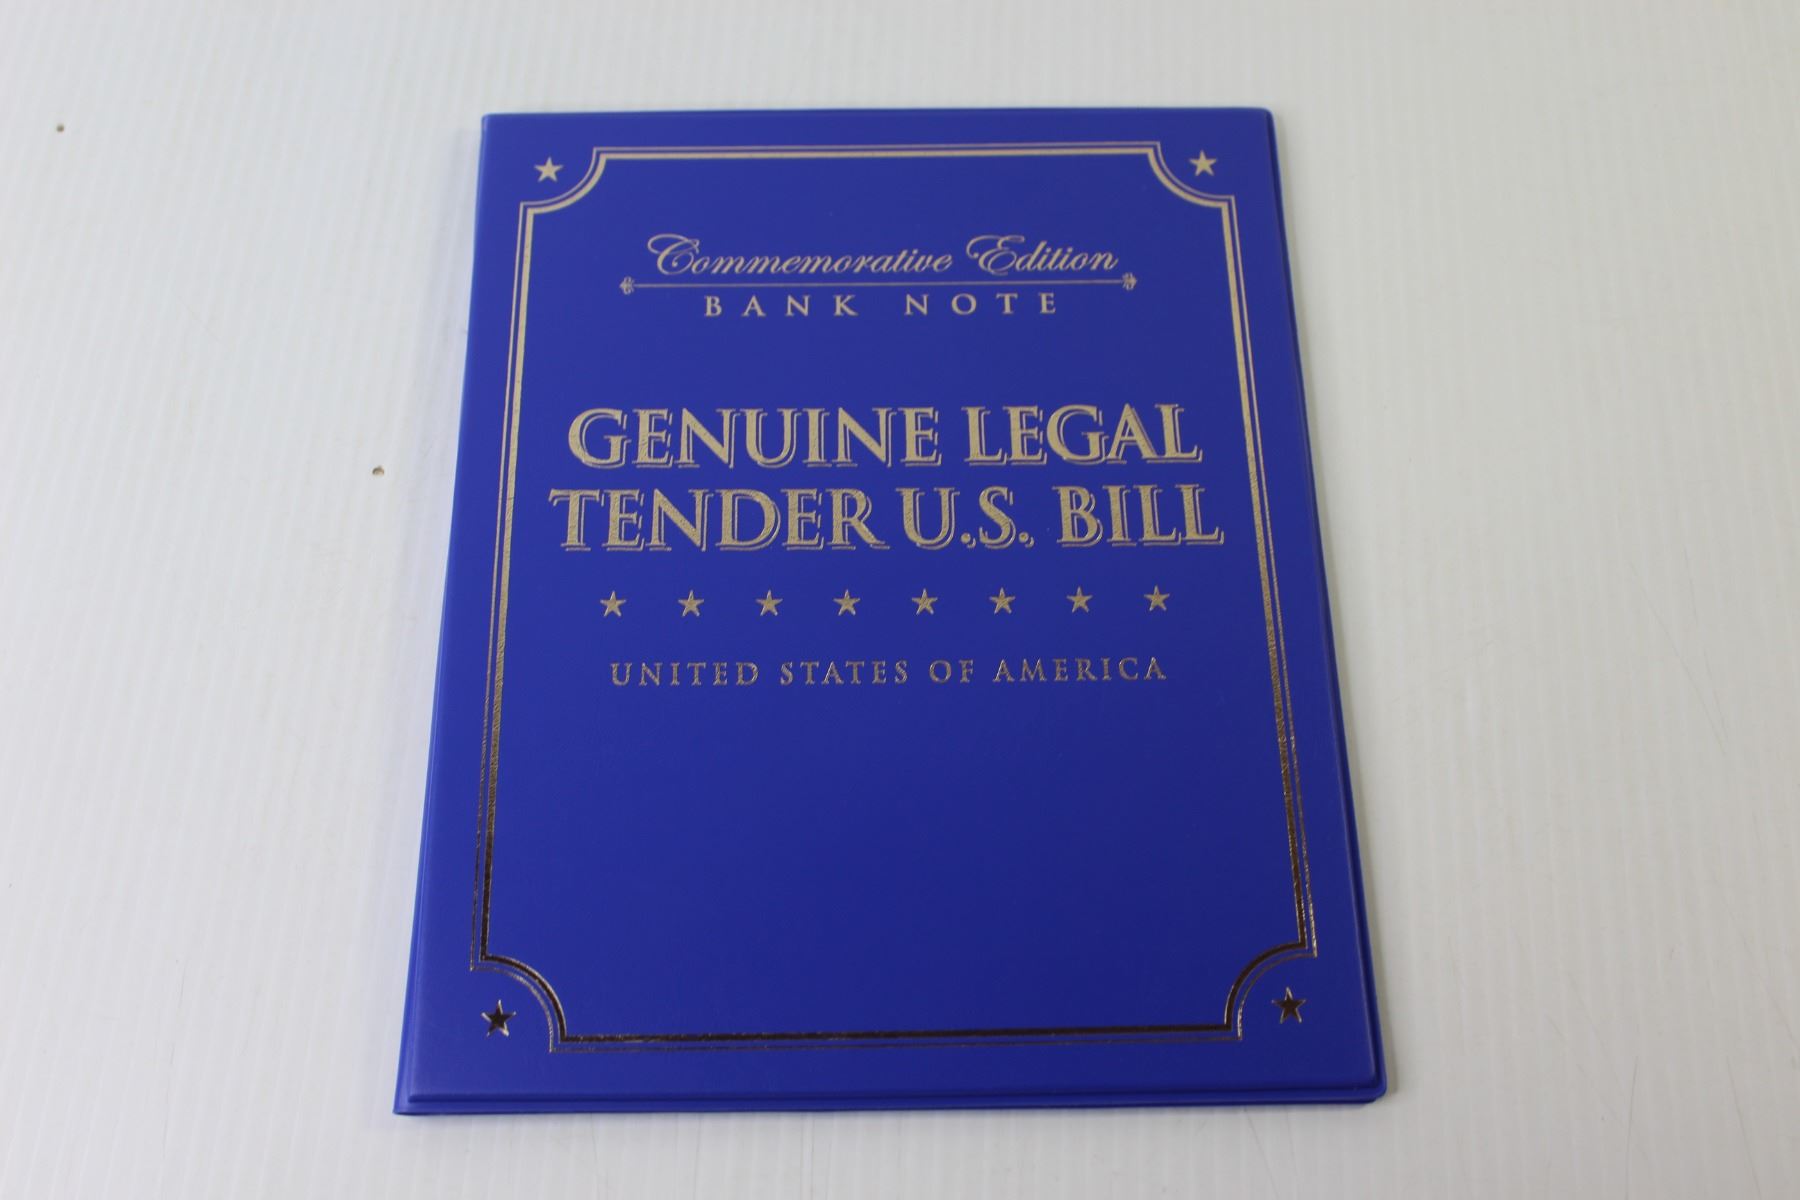 Commemorative Edition
BANK NOTE
GENUINE LEGAL
TENDER U.S. BILL
UNITED STATES OF AMERICA